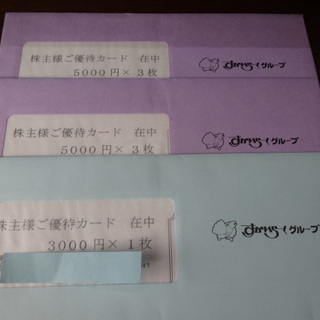 株主様ご優待カード 在中
5000円×3枚
すかいらーくグループ
株主様ご優待カード 在中
5000円×3枚
すかいらーくグループ
株主様ご優待カード 在中
3000円×1枚
すかいらーくグループ